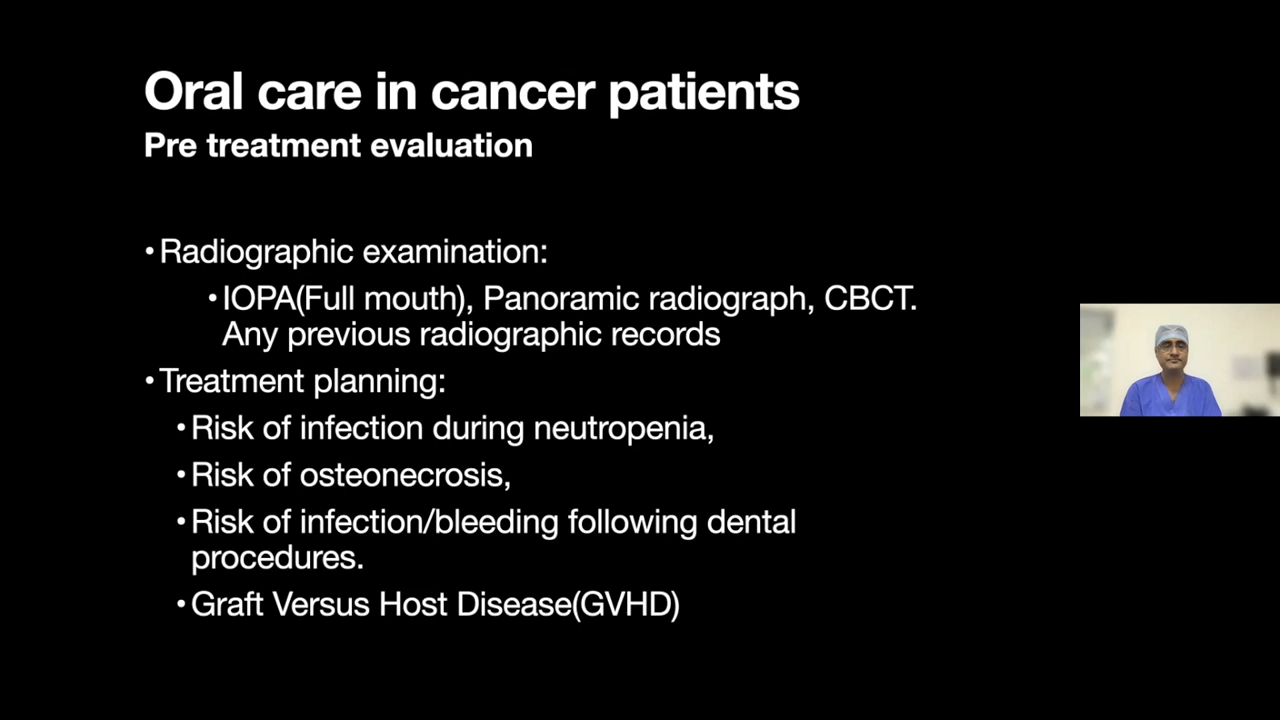 Oral care in cancer patients
Pre treatment evaluation
• Radiographic examination:
• IOPA(Full mouth), Panoramic radiograph, CBCT.
Any previous radiographic records
• Treatment planning:
• Risk of infection during neutropenia,
• Risk of osteonecrosis,
• Risk of infection/bleeding following dental
procedures.
• Graft Versus Host Disease(GVHD)